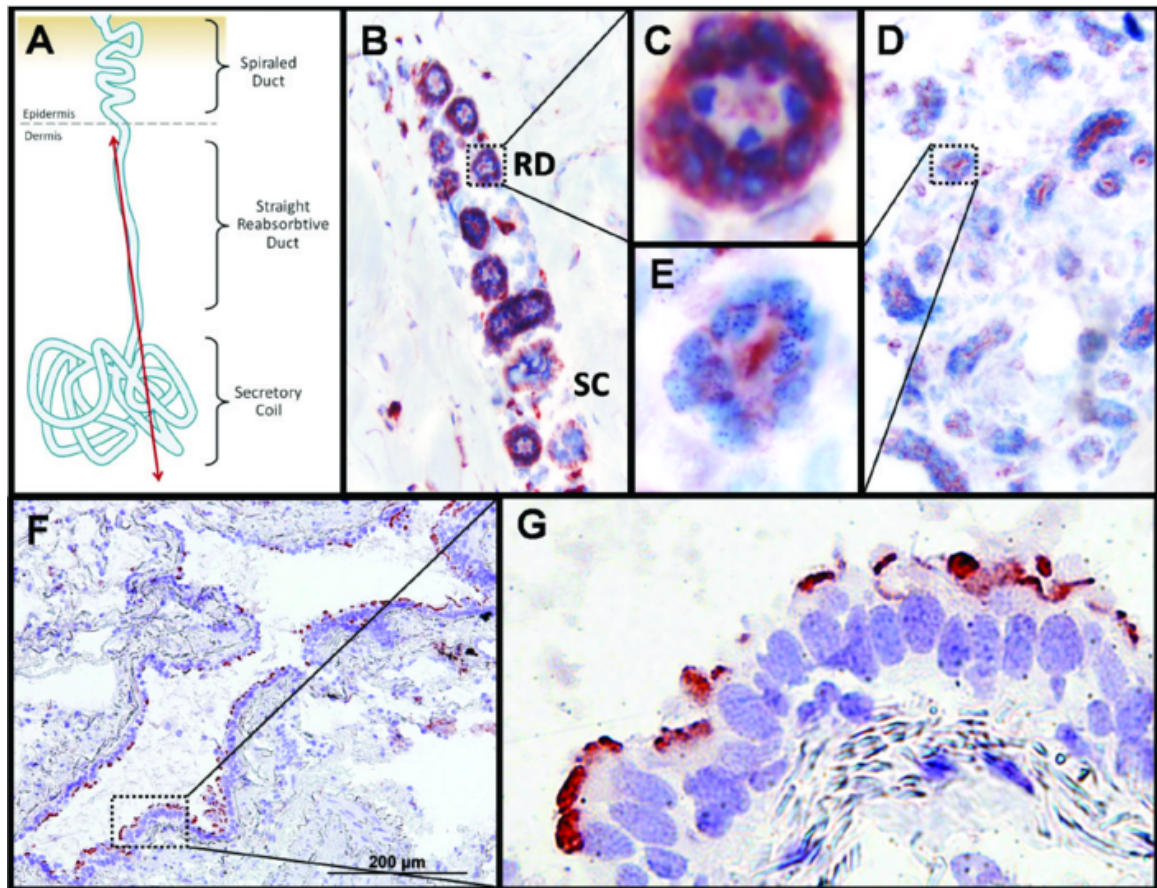 A
Spiraled
Duct
Epidermis
Dermis
Straight
Reabsorbtive
Duct
Secretory
Coil
B
RD
SC
C
D
E
F
200 µm
G